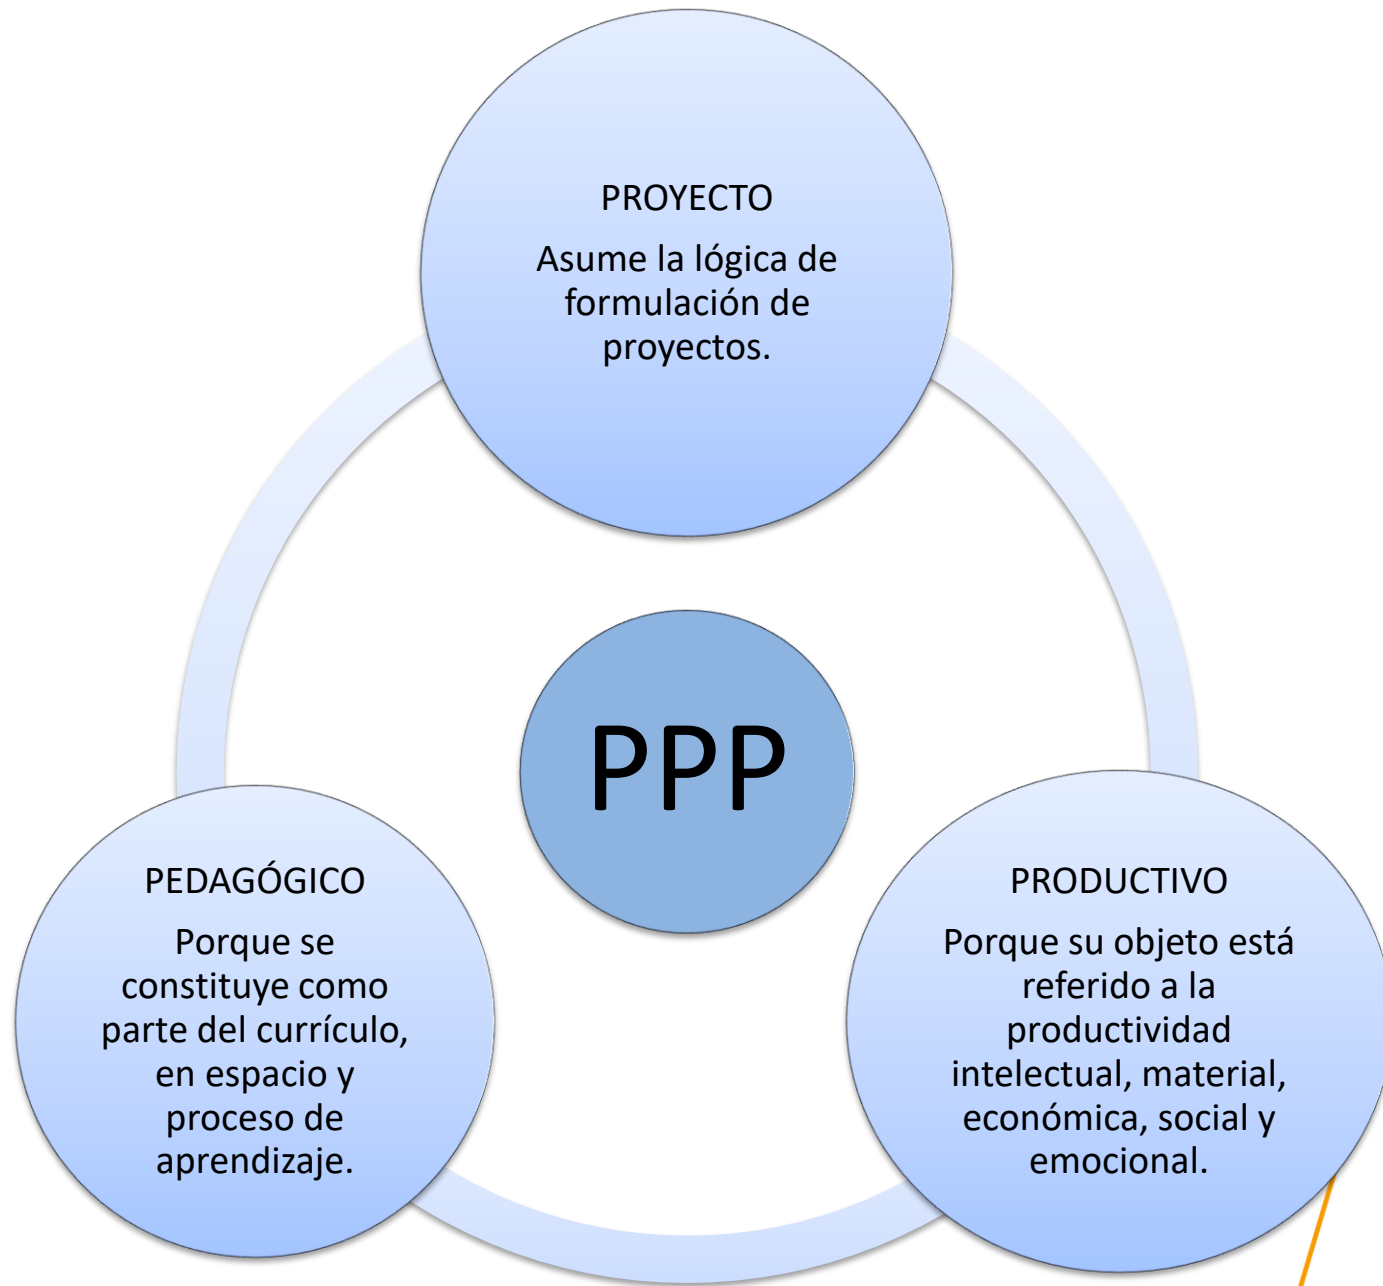 PROYECTO
Asume la lógica de
formulación de
proyectos.
PPP
PEDAGÓGICO
Porque se
constituye como
parte del currículo,
en espacio y
proceso de
aprendizaje.
PRODUCTIVO
Porque su objeto está
referido a la
productividad
intelectual, material,
económica, social y
emocional.